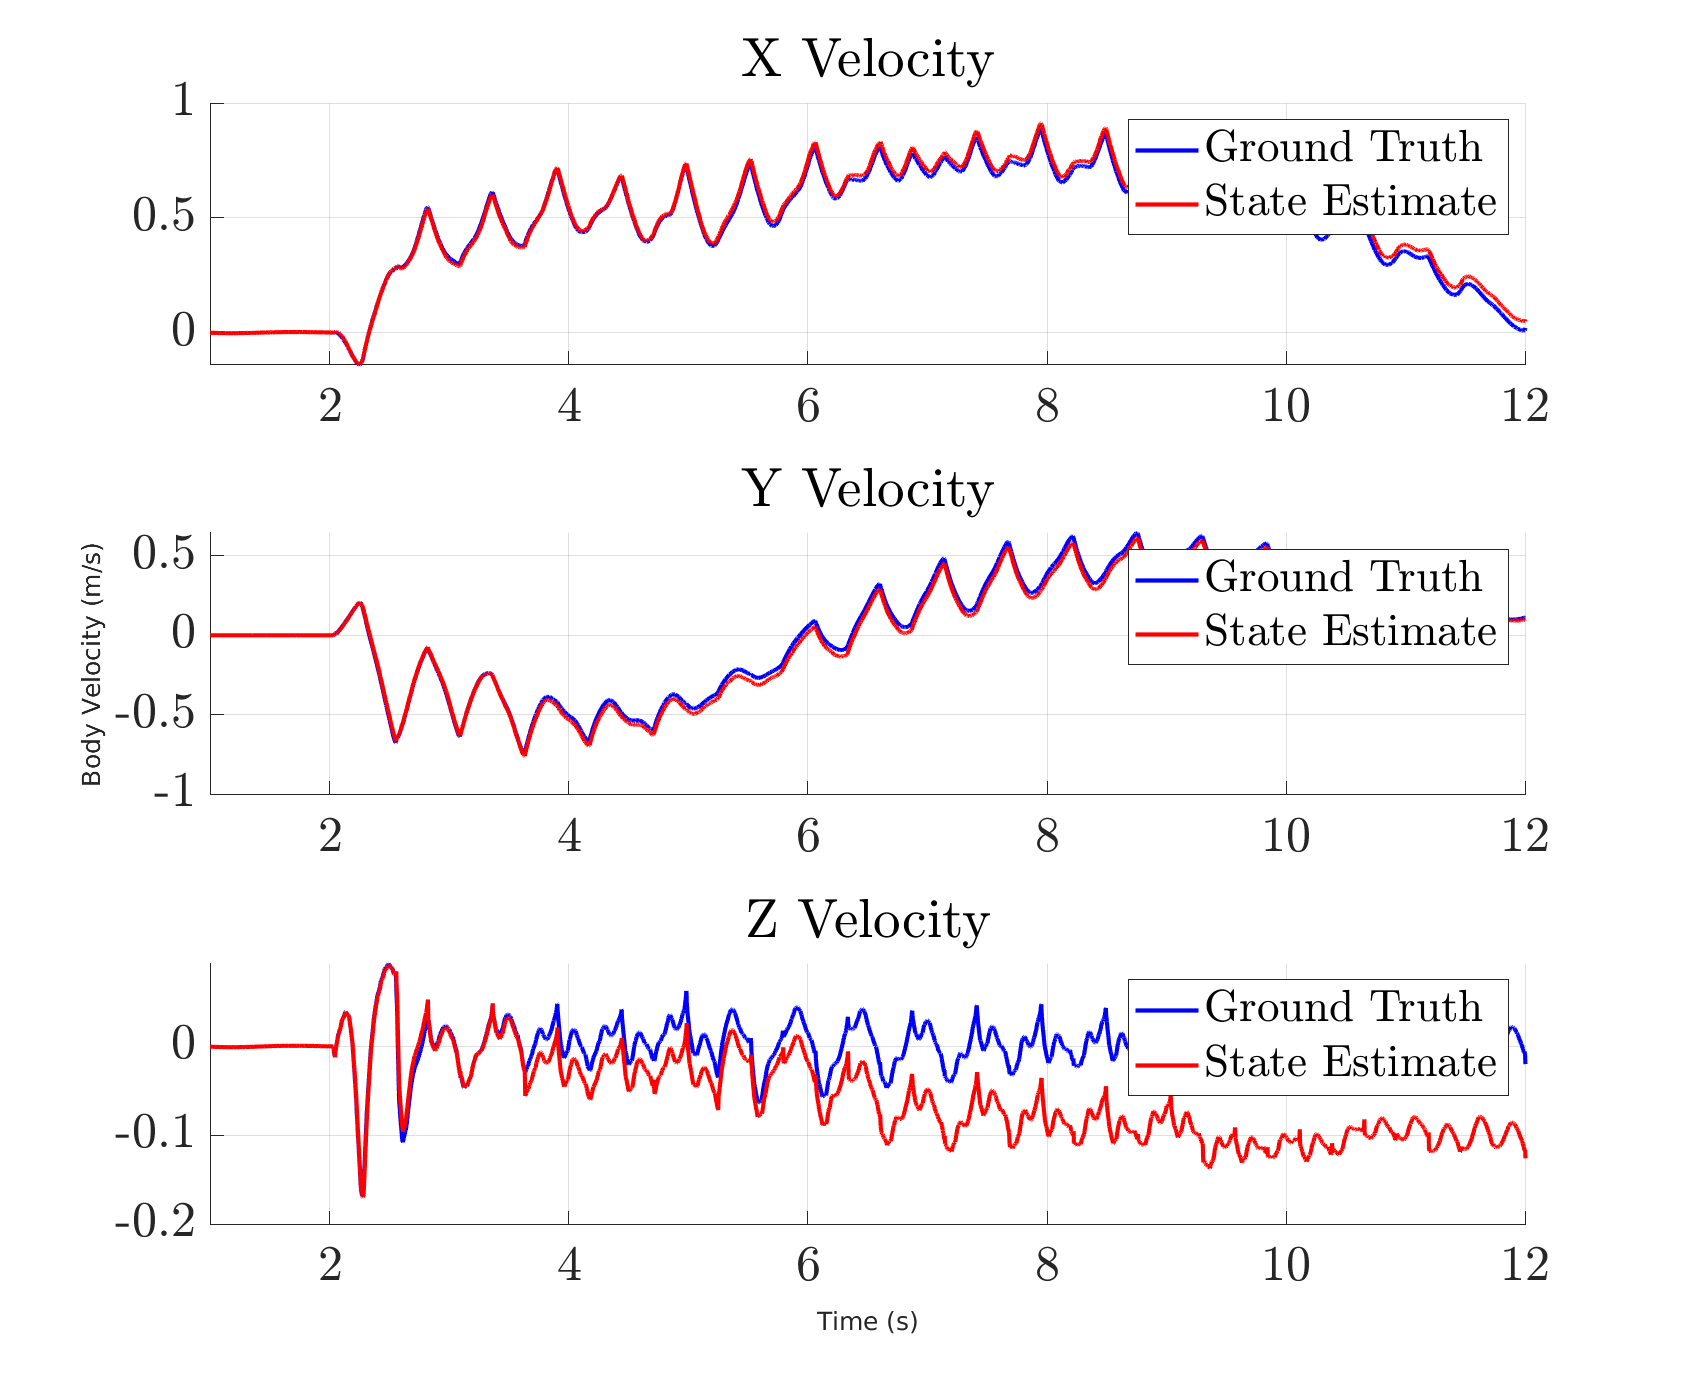 X Velocity
1
0.5
0
Ground Truth
State Estimate
2 4 6 8 10 12
Y Velocity
Body Velocity (m/s)
0.5
0
-0.5
-1
Ground Truth
State Estimate
2 4 6 8 10 12
Z Velocity
0
-0.1
-0.2
Ground Truth
State Estimate
2 4 6 8 10 12
Time (s)